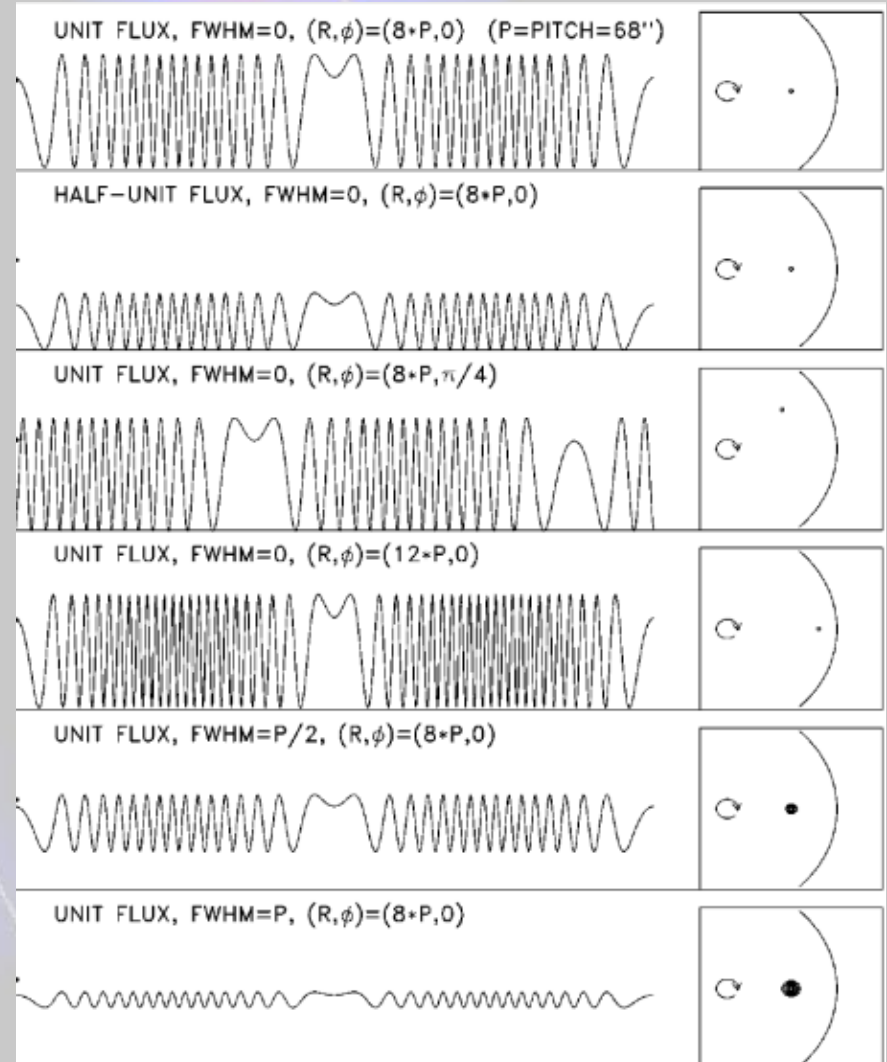 UNIT FLUX, FWHM=0, (R,ϕ)=(8*P,0) (P=PITCH=68")
HALF-UNIT FLUX, FWHM=0, (R,ϕ)=(8*P,0)
UNIT FLUX, FWHM=0, (R,ϕ)=(8*P,π/4)
UNIT FLUX, FWHM=0, (R,ϕ)=(12*P,0)
UNIT FLUX, FWHM=P/2, (R,ϕ)=(8*P,0)
UNIT FLUX, FWHM=P, (R,ϕ)=(8*P,0)